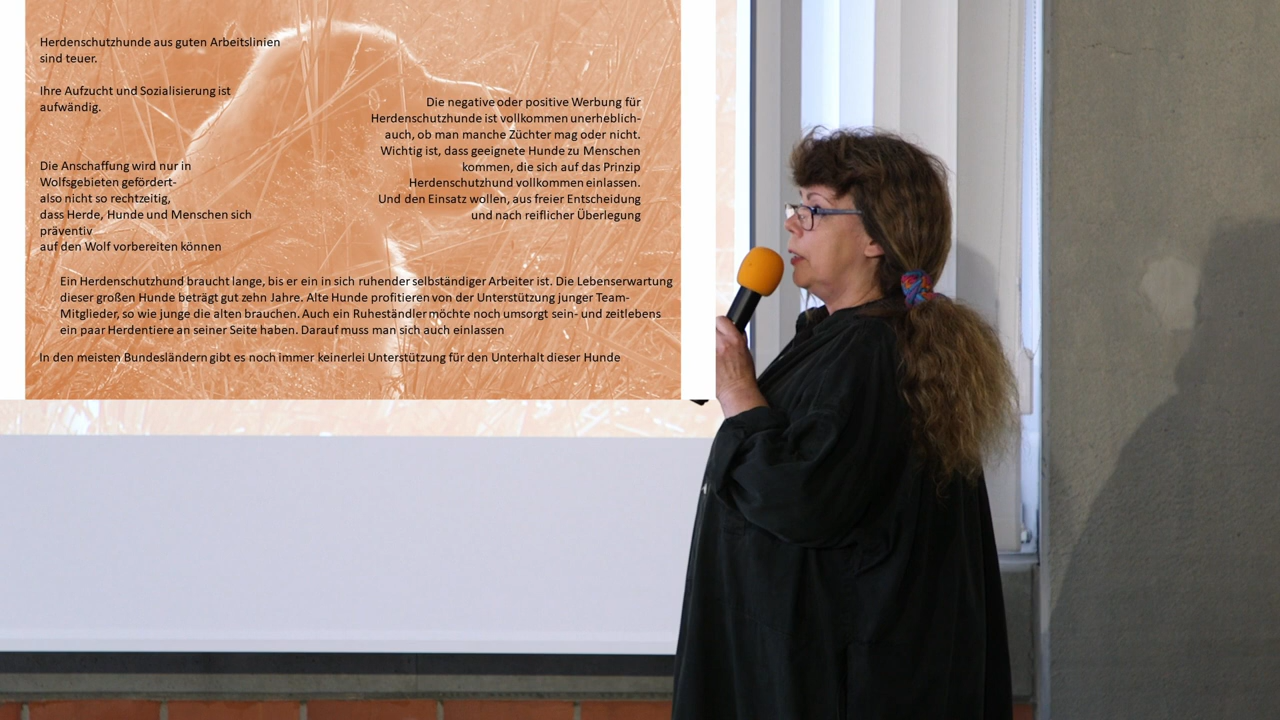 Herdenschutzhunde aus guten Arbeitslinien
sind teuer.
Ihre Aufzucht und Sozialisierung ist
aufwändig.
Die Anschaffung wird nur in
Wolfsgebieten gefördert-
also nicht so rechtzeitig,
dass Herde, Hunde und Menschen sich
präventiv
auf den Wolf vorbereiten können
Die negative oder positive Werbung für
Herdenschutzhunde ist vollkommen unerheblich-
auch, ob man manche Züchter mag oder nicht.
Wichtig ist, dass geeignete Hunde zu Menschen
kommen, die sich auf das Prinzip
Herdenschutzhund vollkommen einlassen.
Und den Einsatz wollen, aus freier Entscheidung
und nach reiflicher Überlegung
Ein Herdenschutzhund braucht lange, bis er ein in sich ruhender selbständiger Arbeiter ist. Die Lebenserwartung
dieser großen Hunde beträgt gut zehn Jahre. Alte Hunde profitieren von der Unterstützung junger Team-
Mitglieder, so wie junge die alten brauchen. Auch ein Ruheständler möchte noch umsorgt sein- und zeitlebens
ein paar Herdentiere an seiner Seite haben. Darauf muss man sich auch einlassen
In den meisten Bundesländern gibt es noch immer keinerlei Unterstützung für den Unterhalt dieser Hunde